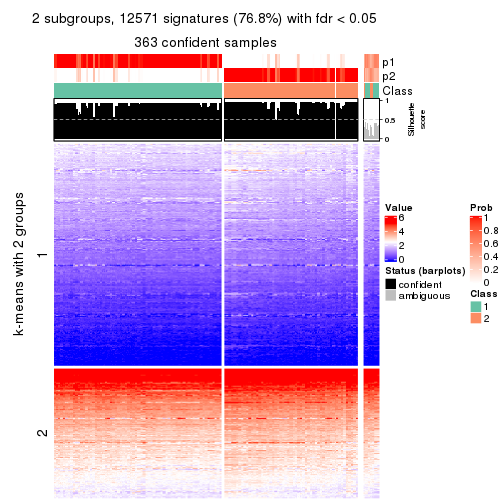 2 subgroups, 12571 signatures (76.8%) with fdr < 0.05
363 confident samples
p1
p2
Class
1
0.5
0
Silhouette
score
k-means with 2 groups
1
2
Value
6
4
2
0
Status (barplots)
confident
ambiguous
Prob
1
0.8
0.6
0.4
0.2
0
Class
1
2